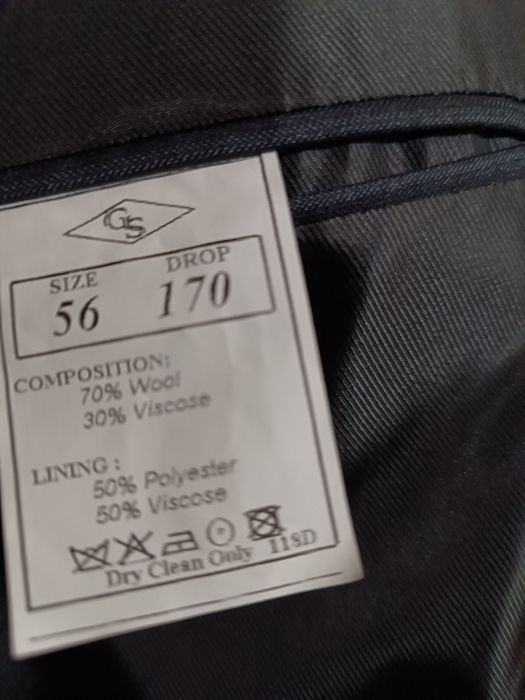 GS
SIZE DROP
56 170
COMPOSITION:
70% Wool
30% Viscose
LINING :
50% Polyester
50% Viscose
Dry Clean Only 118D